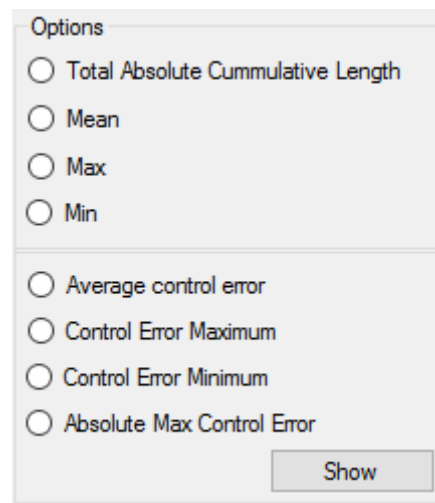 Options
Total Absolute Cummulative Length
Mean
Max
Min
Average control error
Control Error Maximum
Control Error Minimum
Absolute Max Control Error
Show